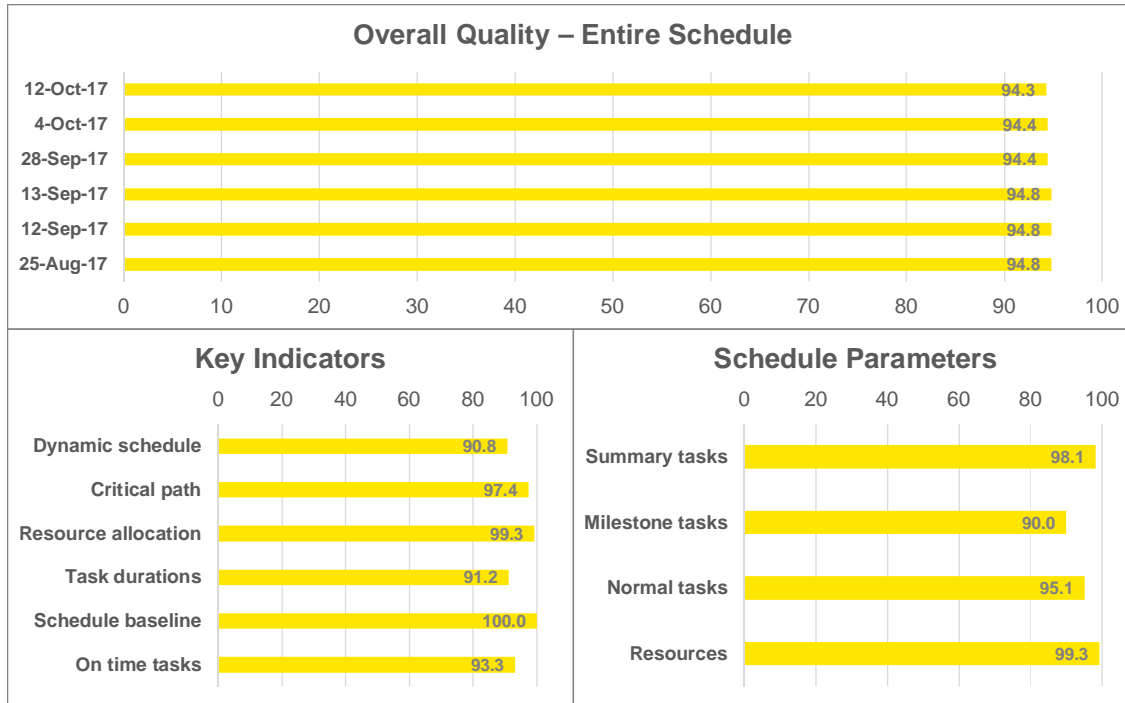 Overall Quality – Entire Schedule
12-Oct-17 94.3
4-Oct-17 94.4
28-Sep-17 94.4
13-Sep-17 94.8
12-Sep-17 94.8
25-Aug-17 94.8
0 10 20 30 40 50 60 70 80 90 100
Key Indicators
0 20 40 60 80 100
Dynamic schedule 90.8
Critical path 97.4
Resource allocation 99.3
Task durations 91.2
Schedule baseline 100.0
On time tasks 93.3
Schedule Parameters
0 20 40 60 80 100
Summary tasks 98.1
Milestone tasks 90.0
Normal tasks 95.1
Resources 99.3